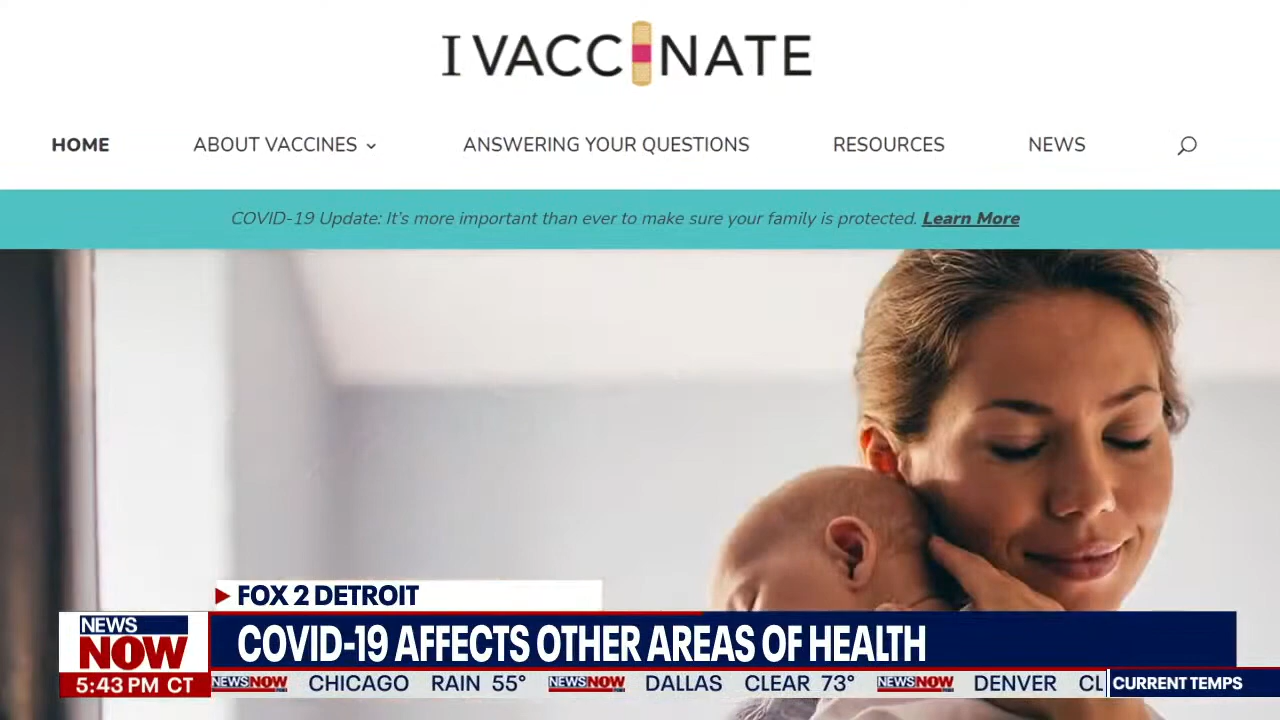 I VACCINATE
HOME ABOUT VACCINES ANSWERING YOUR QUESTIONS RESOURCES NEWS
COVID-19 Update: It's more important than ever to make sure your family is protected. Learn More
FOX 2 DETROIT
NEWS
NOW
COVID-19 AFFECTS OTHER AREAS OF HEALTH
5:43 PM CT NEWSNOW CHICAGO RAIN 55° NEWSNOW DALLAS CLEAR 73° NEWSNOW DENVER CL CURRENT TEMPS